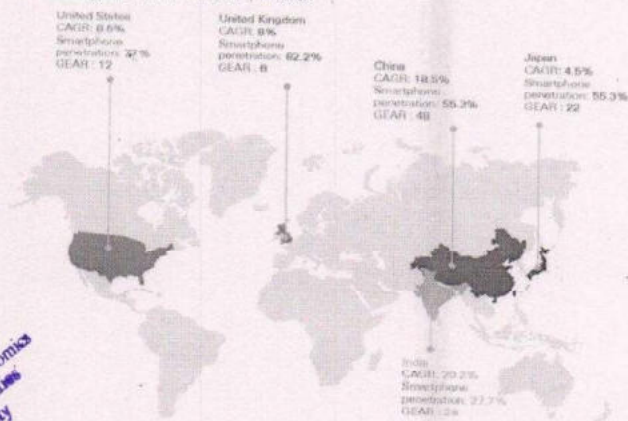 United States
CAGR: 8.6%
Smartphone
penetration: 37%
GEAR : 12
United Kingdom
CAGR: 8%
Smartphone
penetration: 62.2%
GEAR : 8
China
CAGR: 18.5%
Smartphone
penetration: 55.3%
GEAR : 48
Japan
CAGR: 4.5%
Smartphone
penetration: 55.3%
GEAR : 22
India
CAGR: 20.2%
Smartphone
penetration: 27.7%
GEAR :